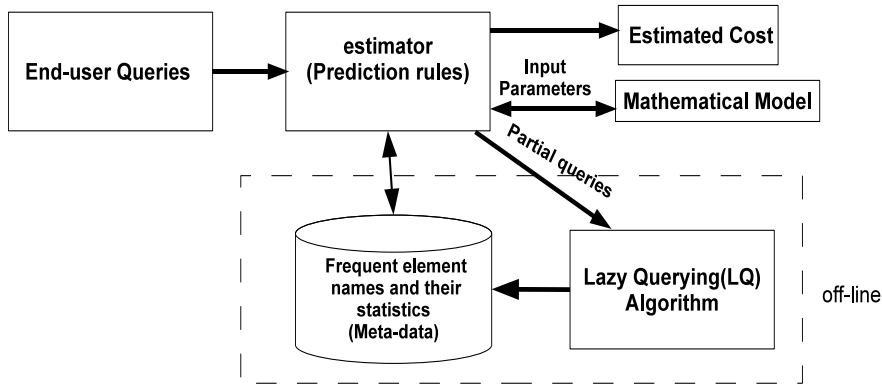 End-user Queries
estimator
(Prediction rules)
Estimated Cost
Input
Parameters
Mathematical Model
Partial queries
Frequent element
names and their
statistics
(Meta-data)
Lazy Querying(LQ)
Algorithm
off-line